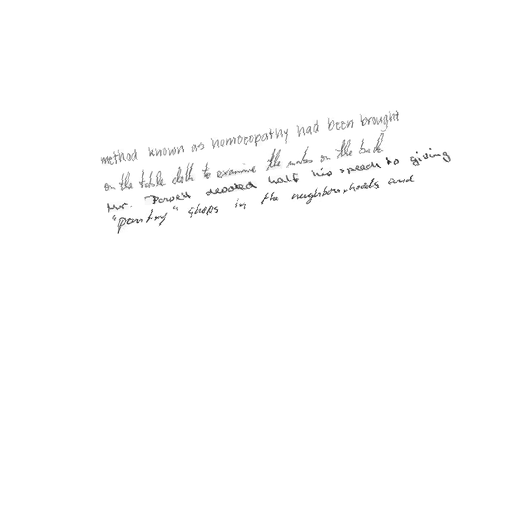 method known as homoeopathy had been brought
on the table cloth to examine the marks on the back
Mr. Powell devoted half his speech to giving
"pantry" shops in the neighbourhoods and